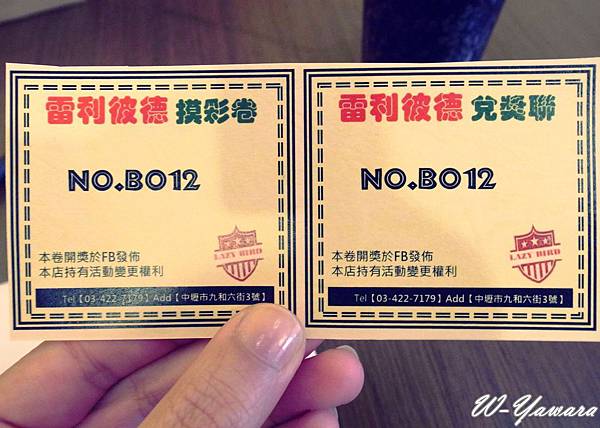 雷利彼德 摸彩卷
NO.B012
本卷開獎於FB發佈
本店持有活動變更權利
LAZY BIRD
Tel【03-422-7179】Add【中壢市九和六街3號】
雷利彼德 兌獎聯
NO.B012
本卷開獎於FB發佈
本店持有活動變更權利
LAZY BIRD
Tel【03-422-7179】Add【中壢市九和六街3號】
W-Yawara